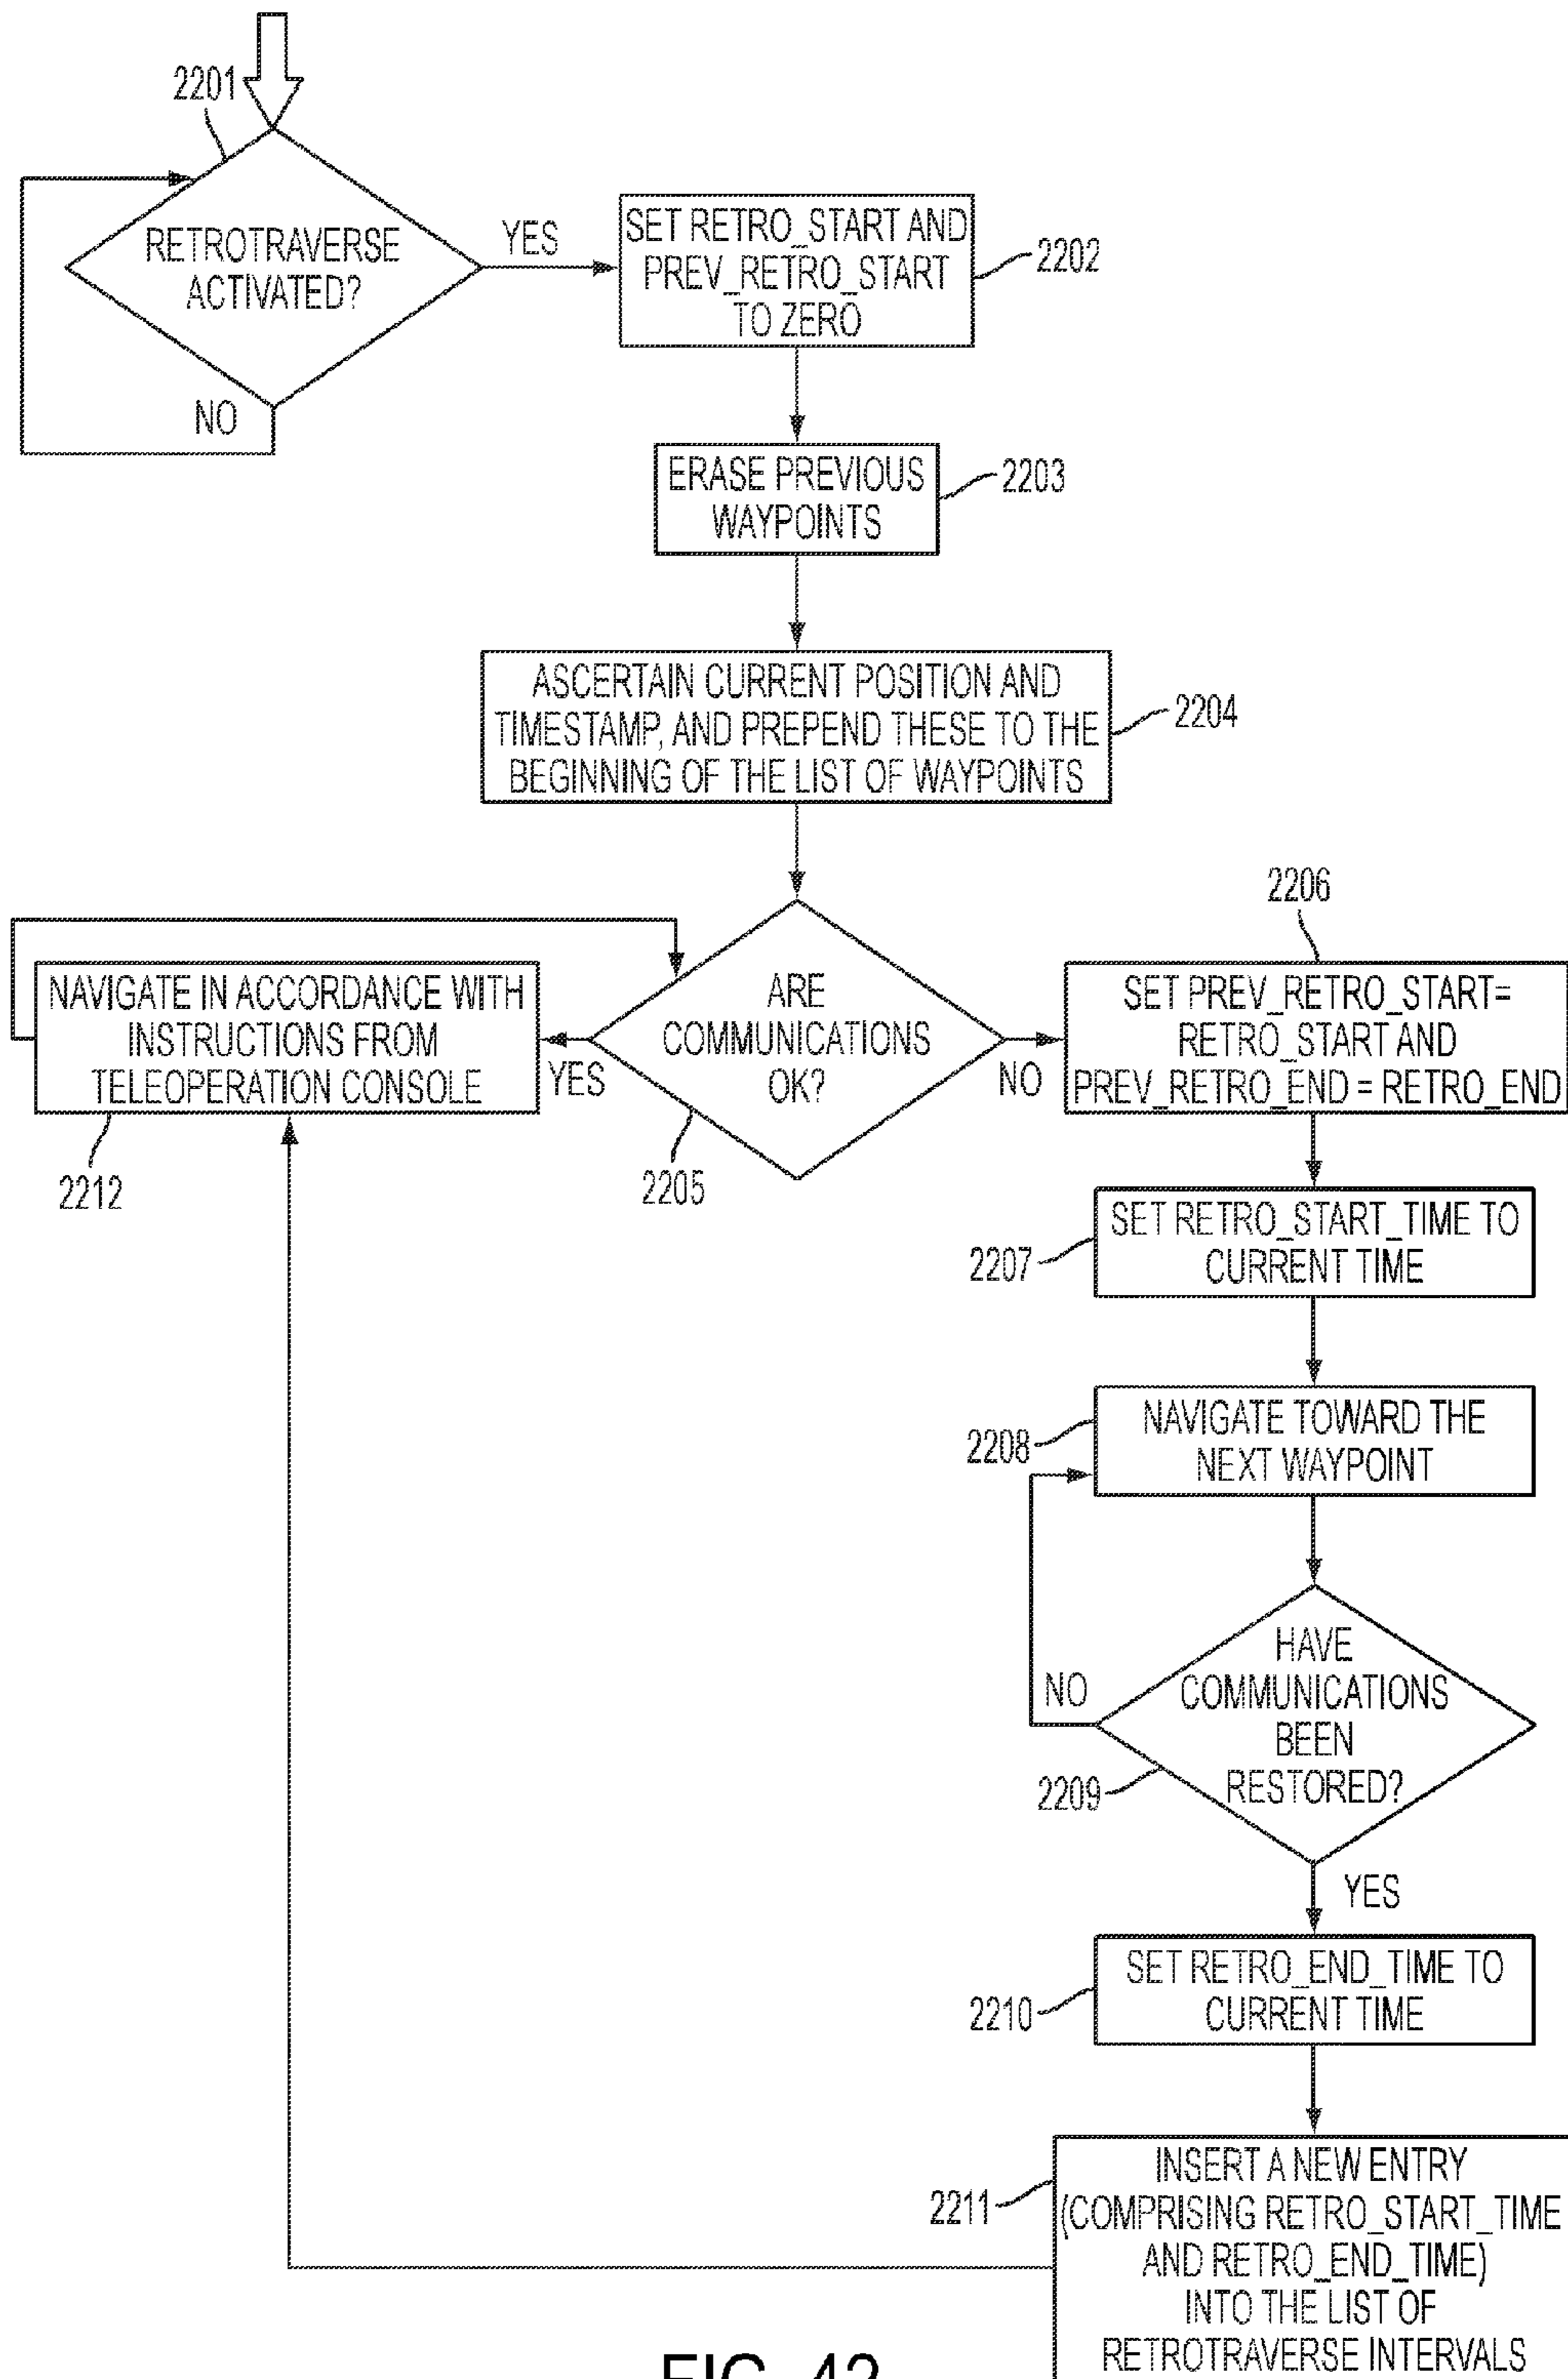 2201
RETROTRAVERSE
ACTIVATED?
YES
NO
SET RETRO_START AND
PREV_RETRO_START
TO ZERO
2202
ERASE PREVIOUS
WAYPOINTS
2203
ASCERTAIN CURRENT POSITION AND
TIMESTAMP, AND PREPEND THESE TO THE
BEGINNING OF THE LIST OF WAYPOINTS
2204
NAVIGATE IN ACCORDANCE WITH
INSTRUCTIONS FROM
TELEOPERATION CONSOLE
2212
YES
ARE
COMMUNICATIONS
OK?
2205
NO
2206
SET PREV_RETRO_START=
RETRO_START AND
PREV_RETRO_END = RETRO_END
SET RETRO_START_TIME TO
CURRENT TIME
2207
NAVIGATE TOWARD THE
NEXT WAYPOINT
2208
NO
HAVE
COMMUNICATIONS
BEEN
RESTORED?
2209
YES
SET RETRO_END_TIME TO
CURRENT TIME
2210
2211
INSERT A NEW ENTRY
(COMPRISING RETRO_START_TIME
AND RETRO_END_TIME)
INTO THE LIST OF
RETROTRAVERSE INTERVALS
FIG. 42